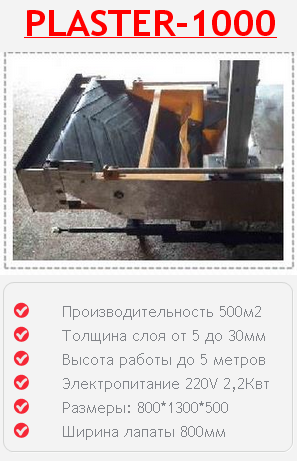 PLASTER-1000
Производительность 500м2
Толщина слоя от 5 до 30мм
Высота работы до 5 метров
Электропитание 220V 2,2Квт
Размеры: 800*1300*500
Ширина лапаты 800мм